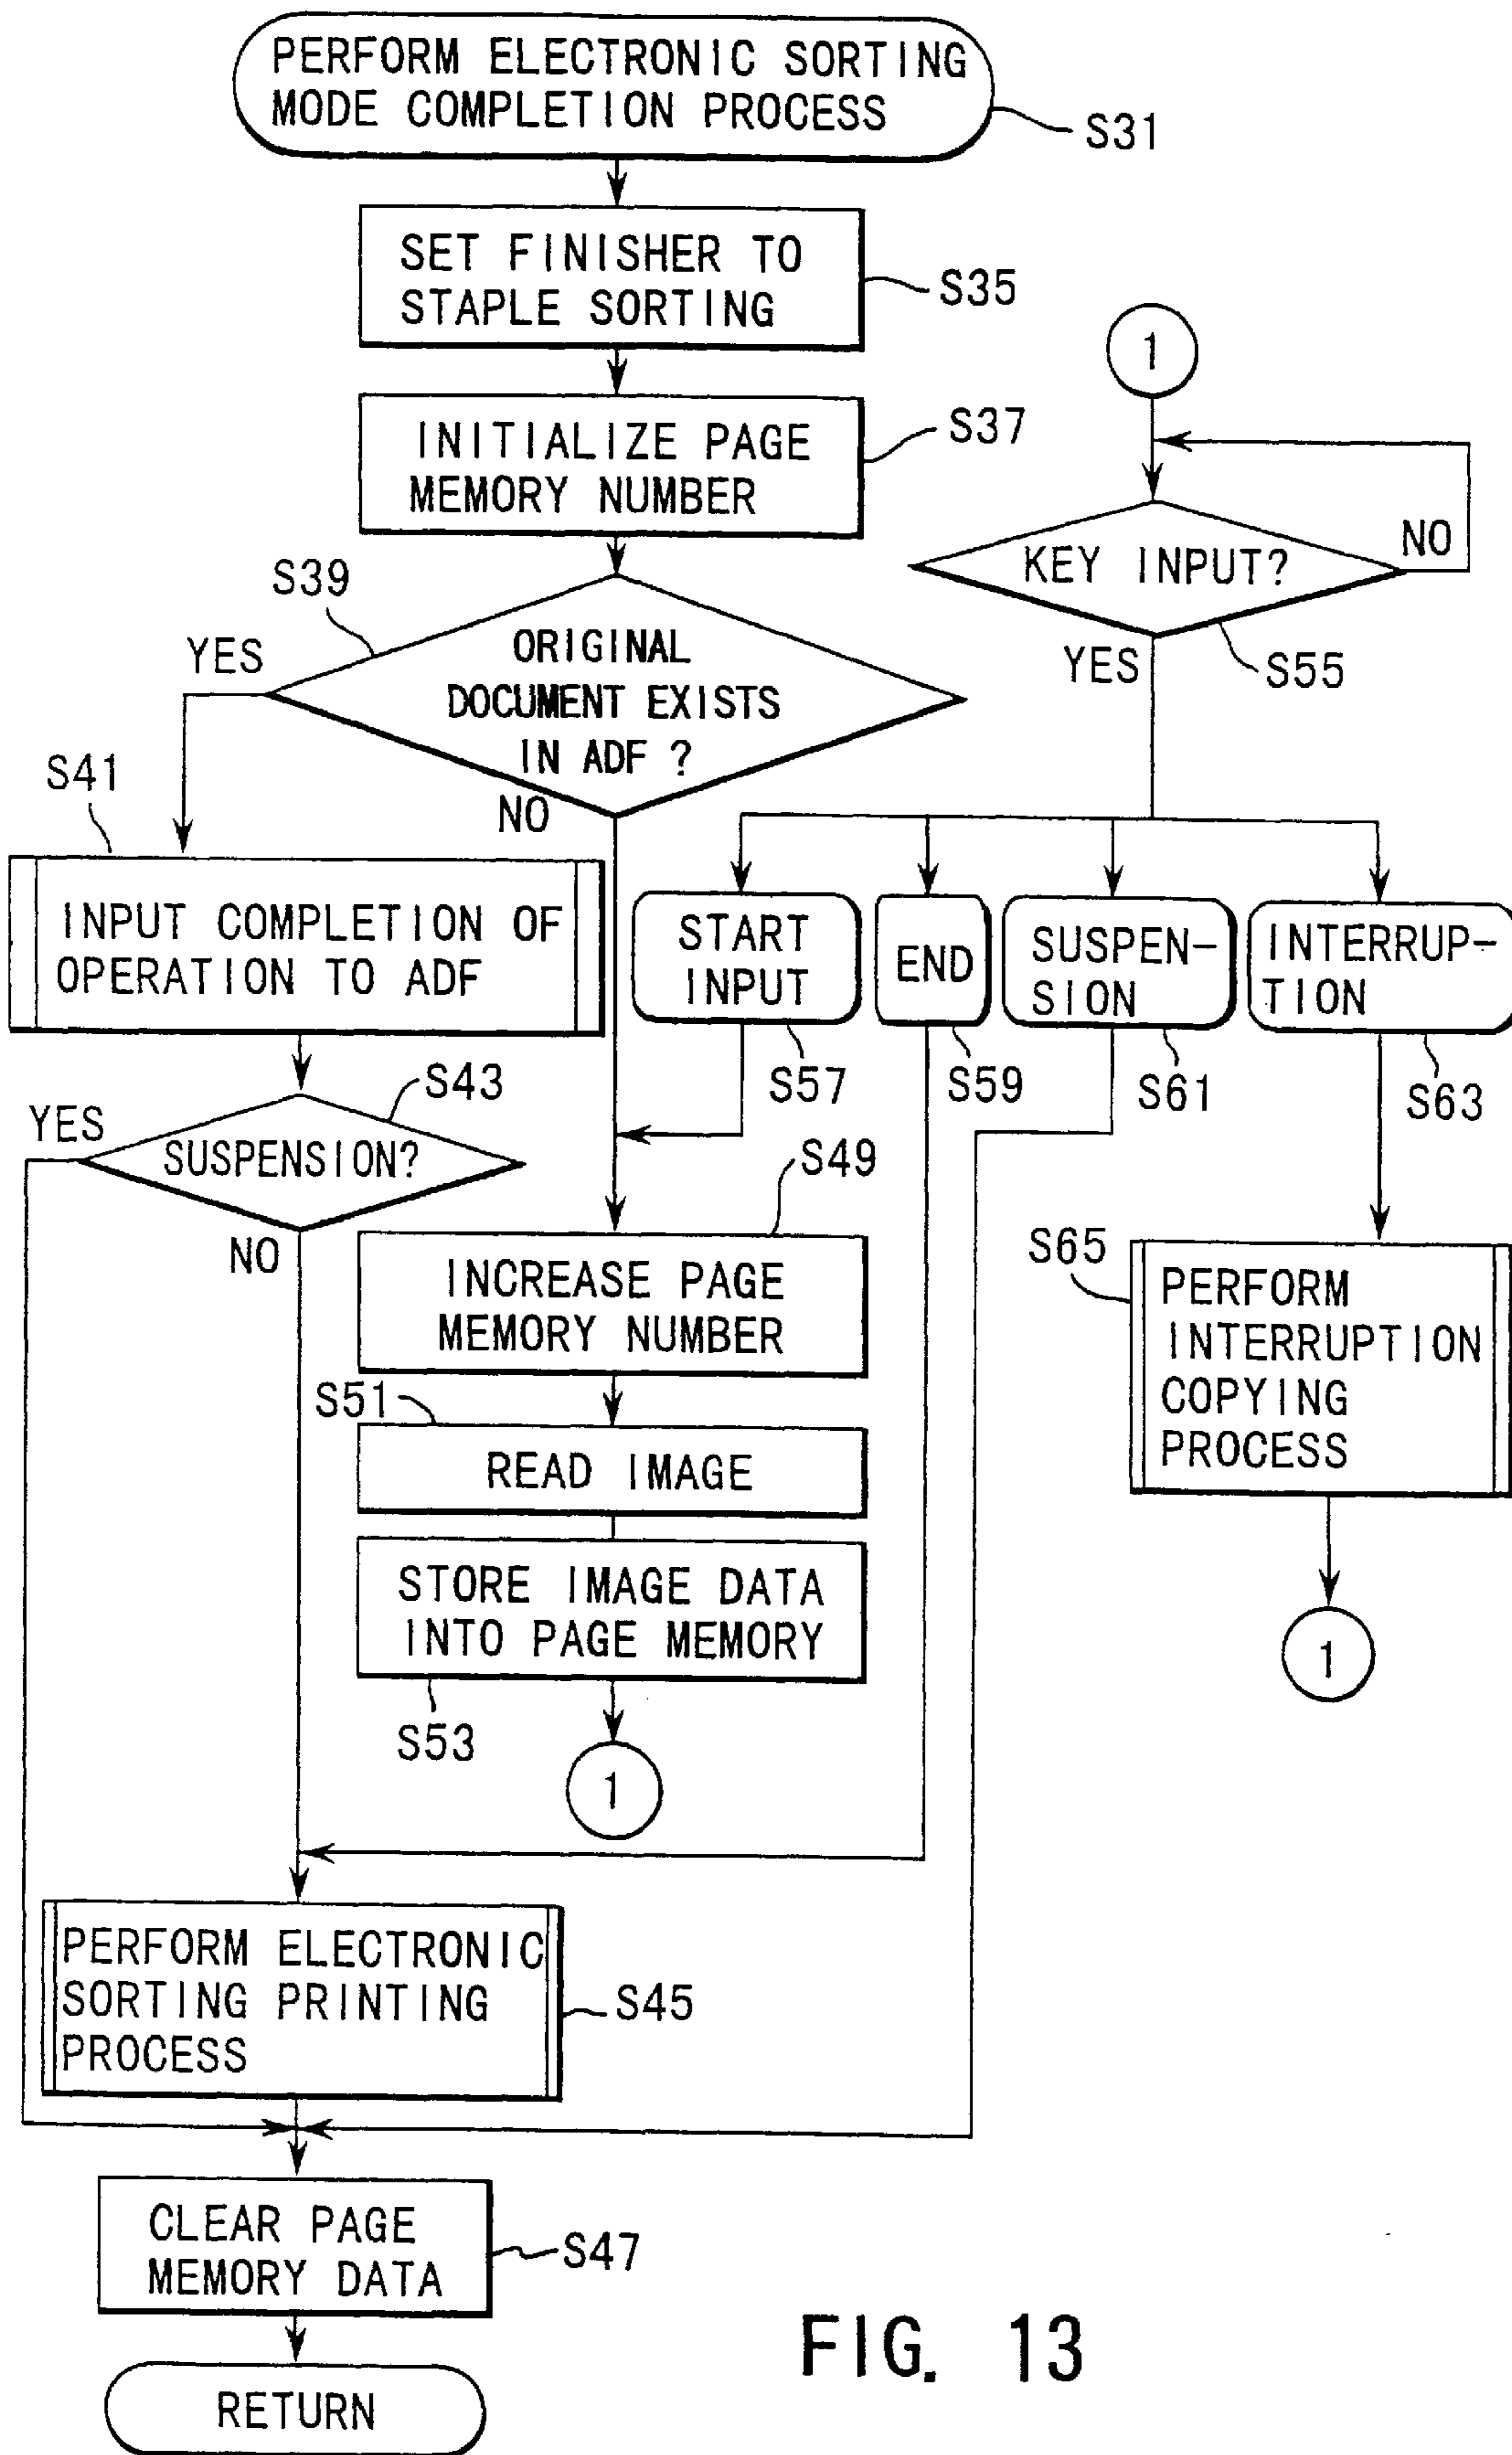 PERFORM ELECTRONIC SORTING
MODE COMPLETION PROCESS
S31
SET FINISHER TO
STAPLE SORTING
S35
INITIALIZE PAGE
MEMORY NUMBER
S37
S39
ORIGINAL
DOCUMENT EXISTS
IN ADF ?
YES
NO
S41
INPUT COMPLETION OF
OPERATION TO ADF
S43
SUSPENSION?
YES
NO
1
KEY INPUT?
NO
YES
S55
START
INPUT
S57
END
S59
SUSPEN-
SION
S61
INTERRUP-
TION
S63
S49
INCREASE PAGE
MEMORY NUMBER
S51
READ IMAGE
STORE IMAGE DATA
INTO PAGE MEMORY
S53
1
S65
PERFORM
INTERRUPTION
COPYING
PROCESS
1
PERFORM ELECTRONIC
SORTING PRINTING
PROCESS
S45
CLEAR PAGE
MEMORY DATA
S47
RETURN
FIG. 13